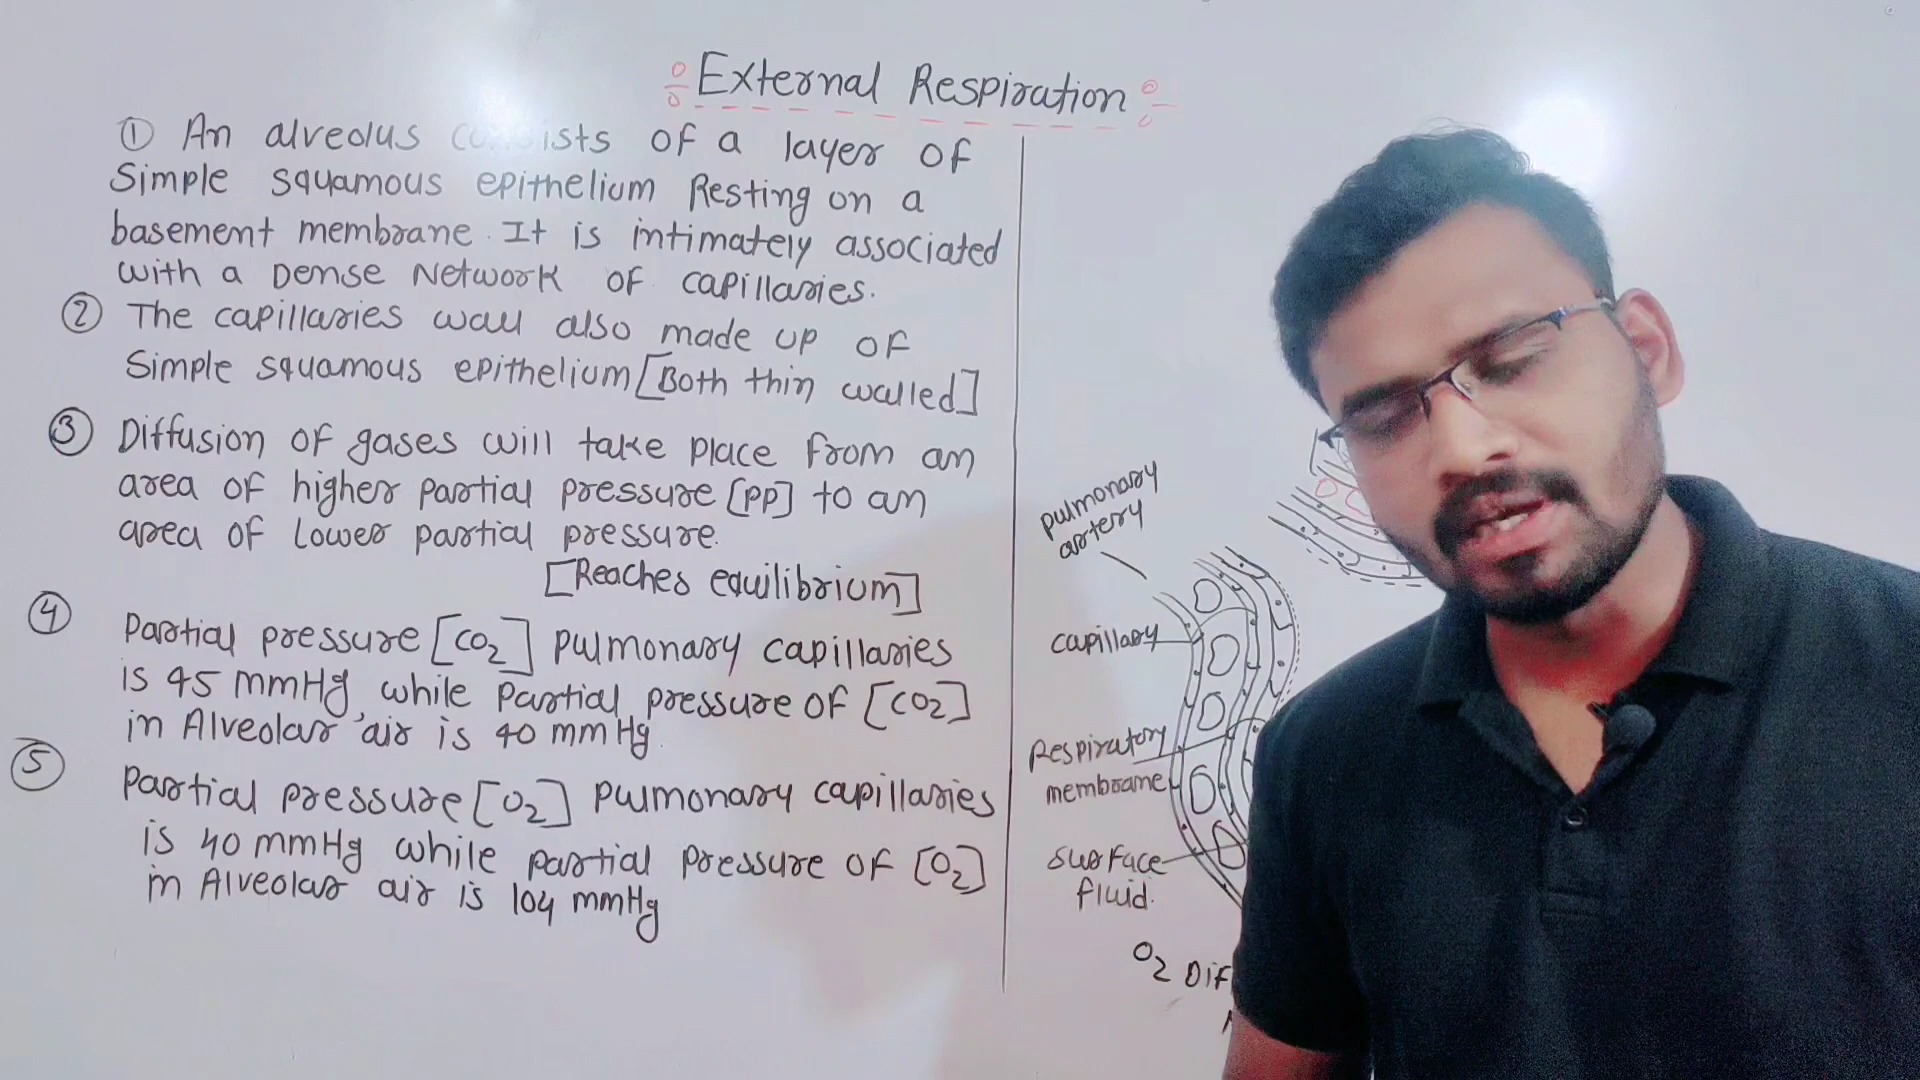 External Respiration
① An alveolus consists of a layer of
Simple squamous epithelium Resting on a
basement membrane. It is intimately associated
with a Dense Network of capillaries.
② The capillaries wall also made up of
Simple squamous epithelium [Both thin walled]
③ Diffusion of gases will take place from an
area of higher partial pressure [PP] to an
area of lower partial pressure.
[Reaches equilibrium]
④ Partial pressure [CO2] pulmonary capillaries
is 45 mmHg, while partial pressure of [CO2]
in Alveolar air is 40 mmHg.
⑤ Partial pressure [O2] pulmonary capillaries
is 40 mmHg while partial pressure of [O2]
in Alveolar air is 104 mmHg
pulmonary
artery
capillary
Respiratory
membrane
surface
fluid.
O2 Dif